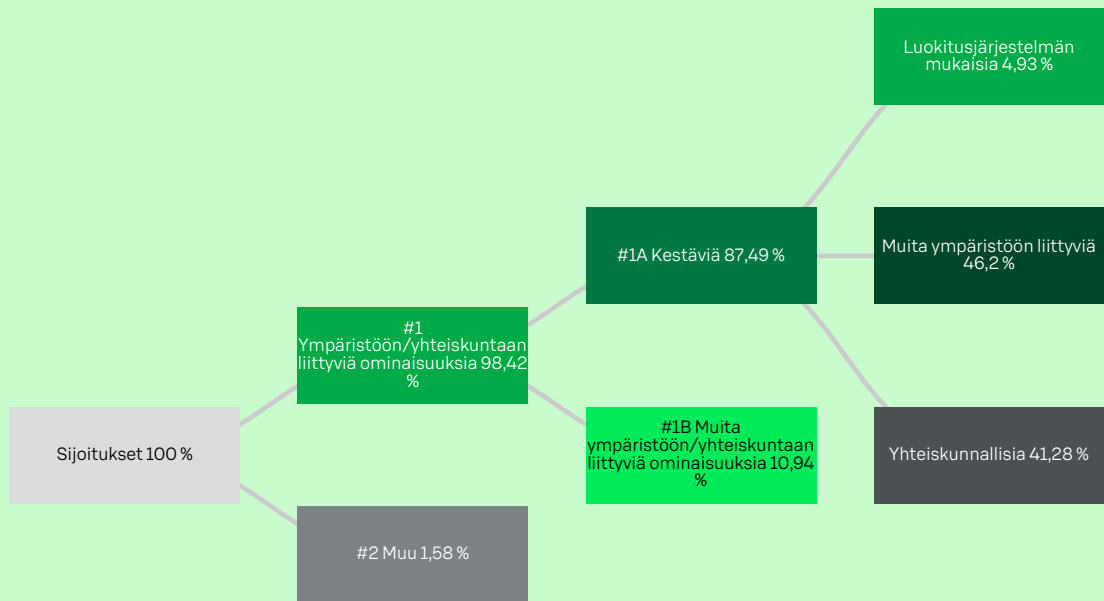 Luokitusjärjestelmän
mukaisia 4,93 %
#1A Kestäviä 87,49 %
Muita ympäristöön liittyviä
46,2 %
#1
Ympäristöön/yhteiskuntaan
liittyviä ominaisuuksia 98,42
%
Sijoitukset 100 %
#1B Muita
ympäristöön/yhteiskuntaan
liittyviä ominaisuuksia 10,94
%
Yhteiskunnallisia 41,28 %
#2 Muu 1,58 %